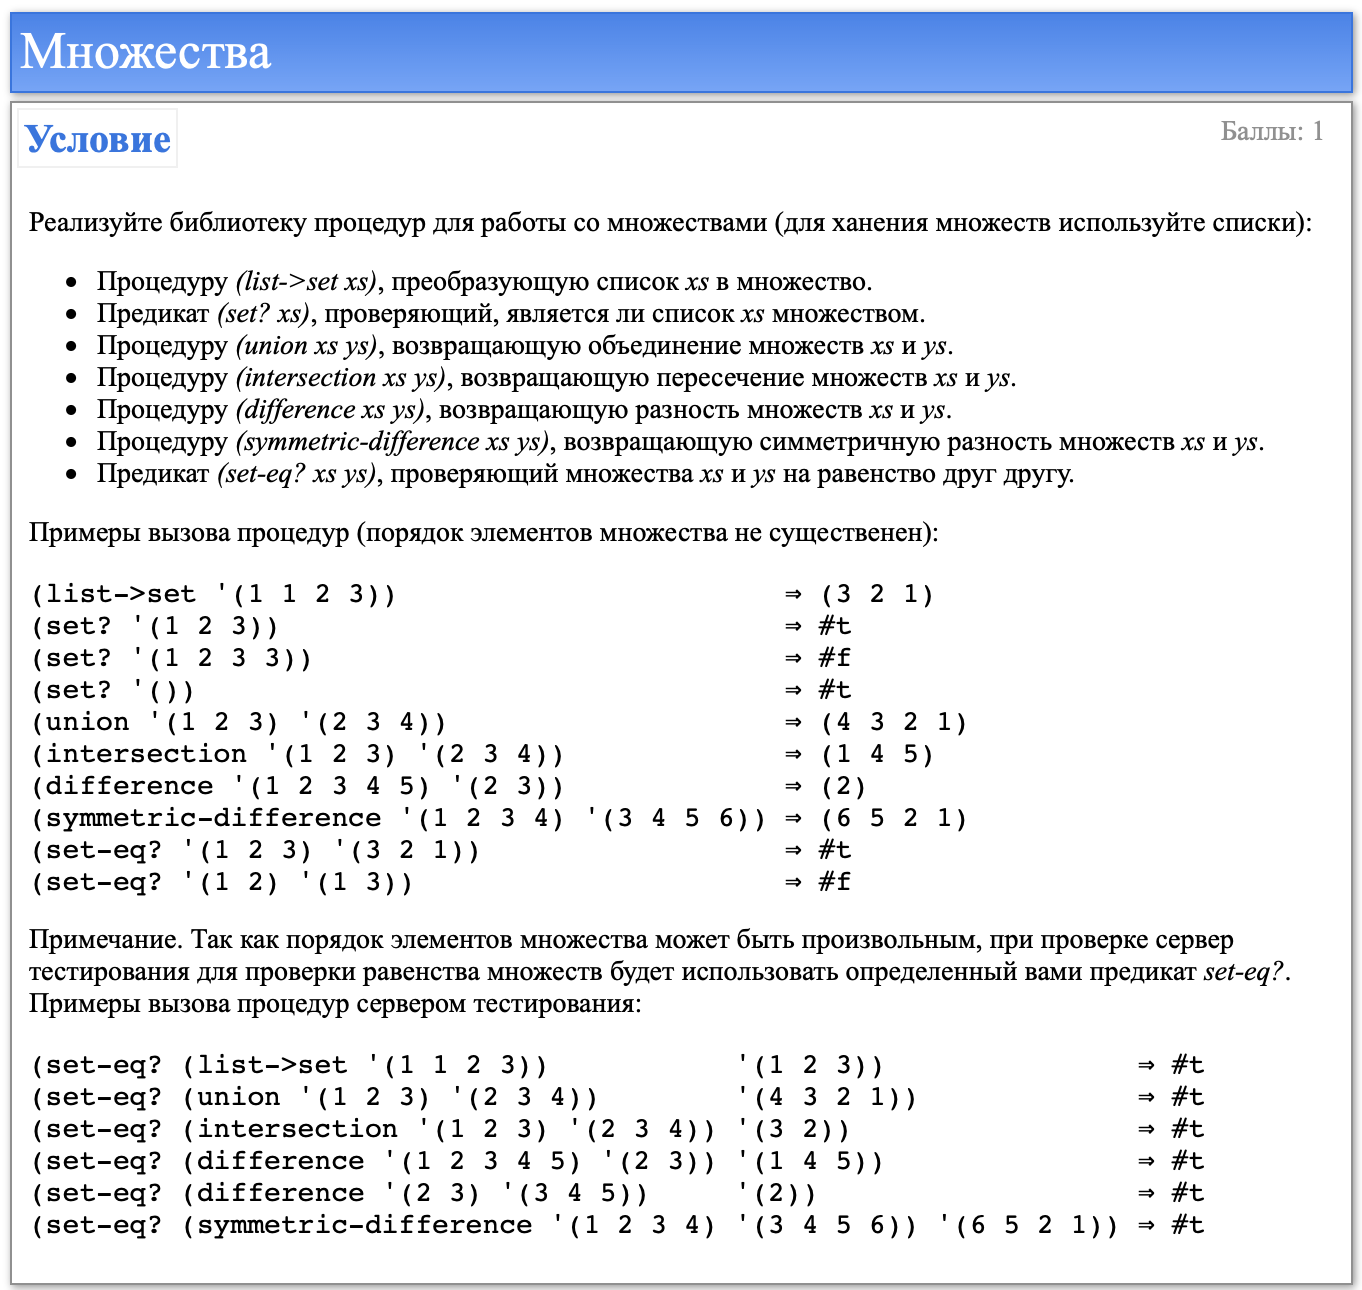 Множества
Условие
Баллы: 1
Реализуйте библиотеку процедур для работы со множествами (для ханения множеств используйте списки):
• Процедуру (list->set xs), преобразующую список xs в множество.
• Предикат (set? xs), проверяющий, является ли список xs множеством.
• Процедуру (union xs ys), возвращающую объединение множеств xs и ys.
• Процедуру (intersection xs ys), возвращающую пересечение множеств xs и ys.
• Процедуру (difference xs ys), возвращающую разность множеств xs и ys.
• Процедуру (symmetric-difference xs ys), возвращающую симметричную разность множеств xs и ys.
• Предикат (set-eq? xs ys), проверяющий множества xs и ys на равенство друг другу.
Примеры вызова процедур (порядок элементов множества не существенен):
(list->set '(1 1 2 3)) ⇒ (3 2 1)
(set? '(1 2 3)) ⇒ #t
(set? '(1 2 3 3)) ⇒ #f
(set? '()) ⇒ #t
(union '(1 2 3) '(2 3 4)) ⇒ (4 3 2 1)
(intersection '(1 2 3) '(2 3 4)) ⇒ (1 4 5)
(difference '(1 2 3 4 5) '(2 3)) ⇒ (2)
(symmetric-difference '(1 2 3 4) '(3 4 5 6)) ⇒ (6 5 2 1)
(set-eq? '(1 2 3) '(3 2 1)) ⇒ #t
(set-eq? '(1 2) '(1 3)) ⇒ #f
Примечание. Так как порядок элементов множества может быть произвольным, при проверке сервер
тестирования для проверки равенства множеств будет использовать определенный вами предикат set-eq?.
Примеры вызова процедур сервером тестирования:
(set-eq? (list->set '(1 1 2 3)) '(1 2 3)) ⇒ #t
(set-eq? (union '(1 2 3) '(2 3 4)) '(4 3 2 1)) ⇒ #t
(set-eq? (intersection '(1 2 3) '(2 3 4)) '(3 2)) ⇒ #t
(set-eq? (difference '(1 2 3 4 5) '(2 3)) '(1 4 5)) ⇒ #t
(set-eq? (difference '(2 3) '(3 4 5)) '(2)) ⇒ #t
(set-eq? (symmetric-difference '(1 2 3 4) '(3 4 5 6)) '(6 5 2 1)) ⇒ #t